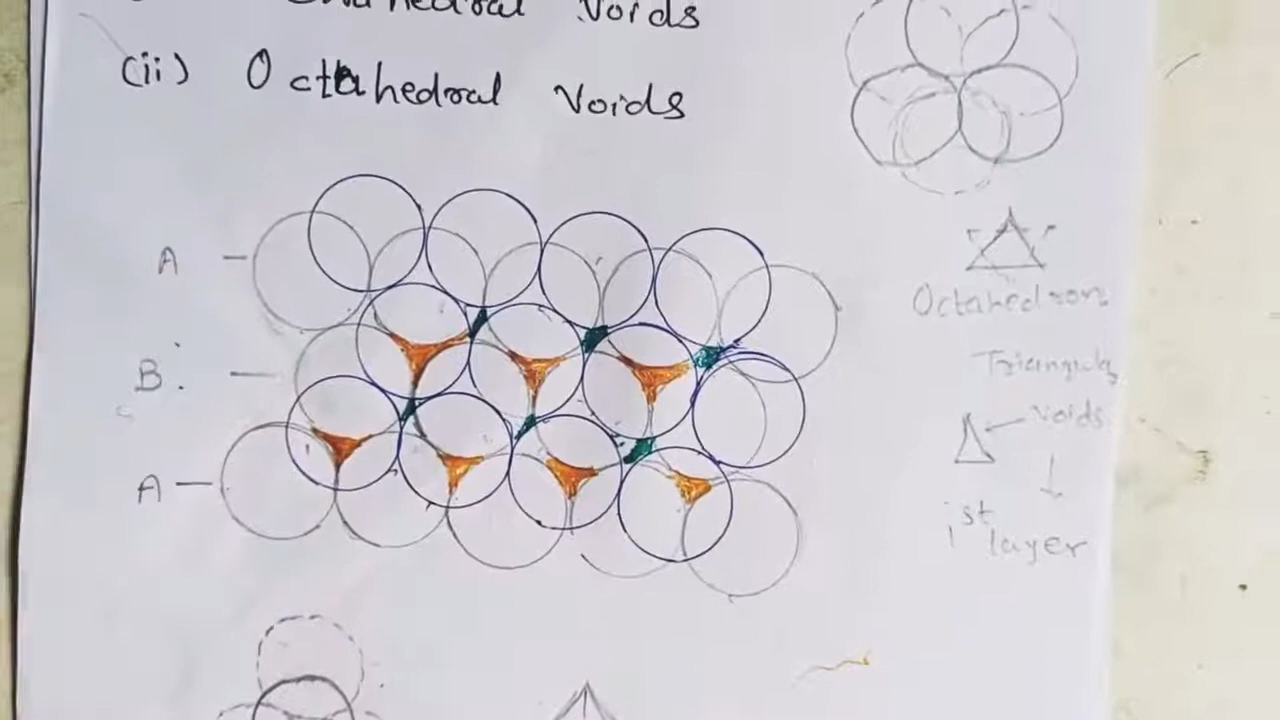 Voids
(ii) Octahedral Voids
A
B
A
Octahedron
Voids
1st
layer